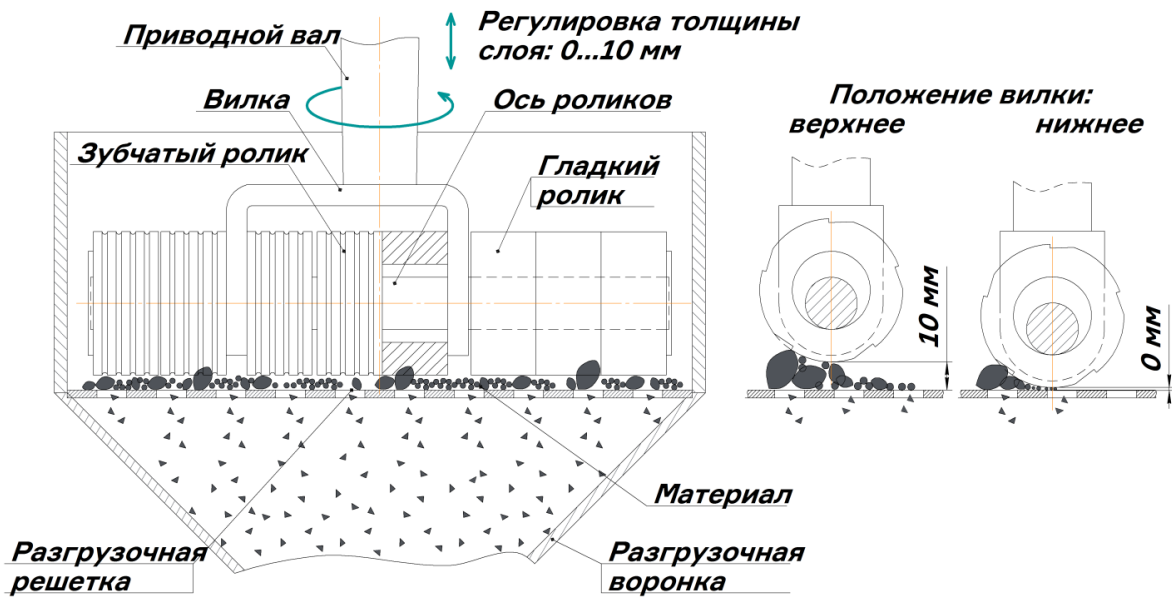 Приводной вал
Регулировка толщины
слоя: 0...10 мм
Вилка
Ось роликов
Зубчатый ролик
Гладкий
ролик
Положение вилки:
верхнее
нижнее
10 мм
0 мм
Материал
Разгрузочная
решетка
Разгрузочная
воронка